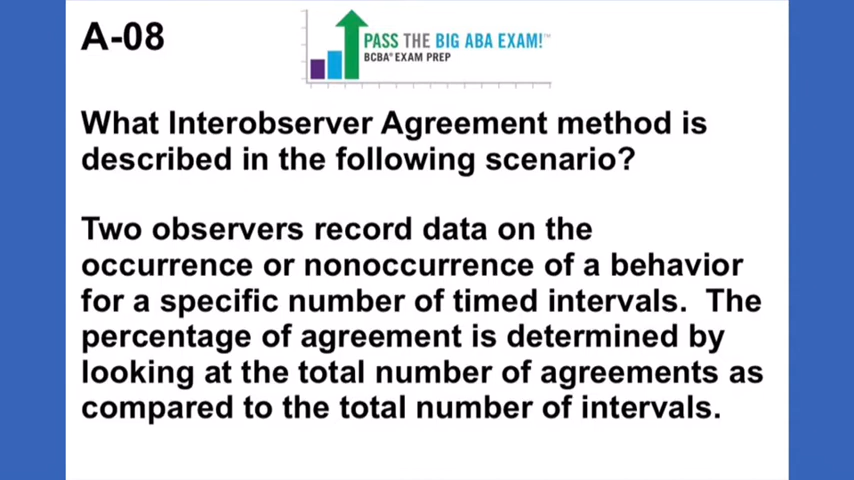 A-08
PASS THE BIG ABA EXAM!™
BCBA® EXAM PREP
What Interobserver Agreement method is
described in the following scenario?
Two observers record data on the
occurrence or nonoccurrence of a behavior
for a specific number of timed intervals.  The
percentage of agreement is determined by
looking at the total number of agreements as
compared to the total number of intervals.